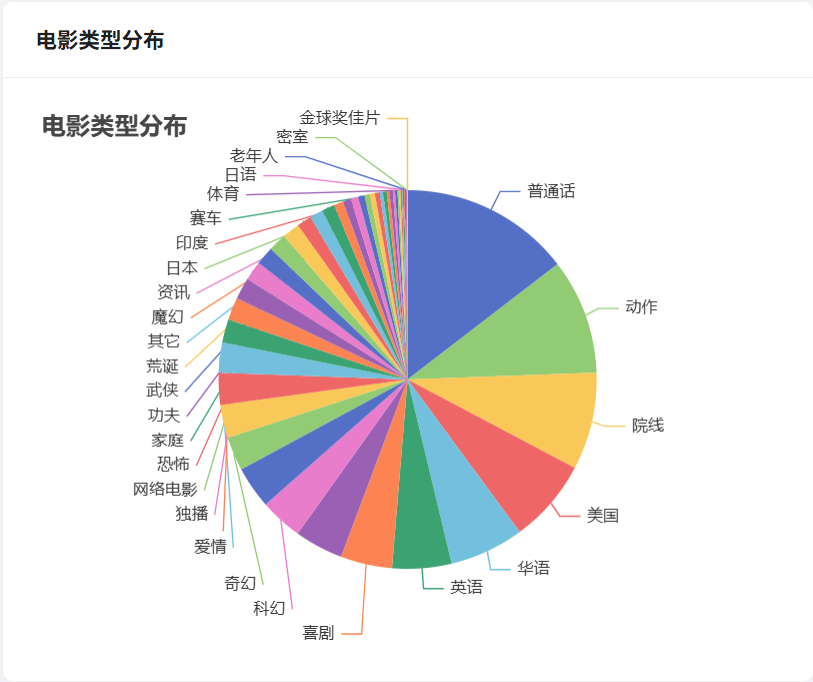 电影类型分布
电影类型分布
金球奖佳片
密室
老年人
日语
体育
赛车
印度
日本
资讯
魔幻
其它
荒诞
武侠
功夫
家庭
恐怖
网络电影
独播
爱情
奇幻
科幻
喜剧
英语
华语
美国
院线
动作
普通话